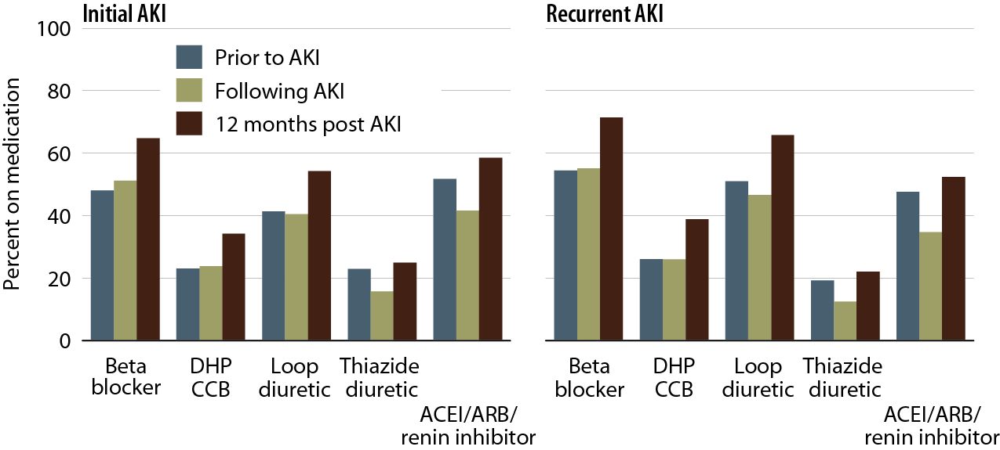 Initial AKI
Recurrent AKI
Percent on medication
100
80
60
40
20
0
Prior to AKI
Following AKI
12 months post AKI
Beta
blocker
DHP
CCB
Loop
diuretic
Thiazide
diuretic
ACEI/ARB/
renin inhibitor
Beta
blocker
DHP
CCB
Loop
diuretic
Thiazide
diuretic
ACEI/ARB/
renin inhibitor